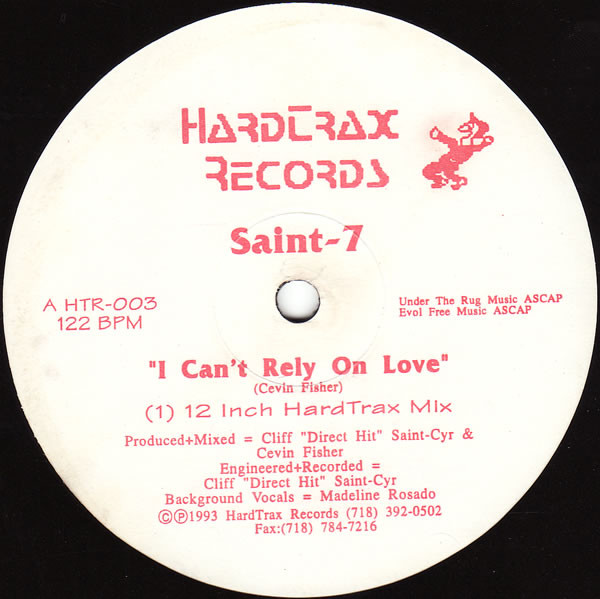 HardTrax
Records
Saint-7
A HTR-003
122 BPM
Under The Rug Music ASCAP
Evol Free Music ASCAP
"I Can't Rely On Love"
(Cevin Fisher)
(1) 12 Inch HardTrax Mix
Produced+Mixed = Cliff "Direct Hit" Saint-Cyr &
Cevin Fisher
Engineered+Recorded =
Cliff "Direct Hit" Saint-Cyr
Background Vocals = Madeline Rosado
©℗1993 HardTrax Records (718) 392-0502
Fax:(718) 784-7216